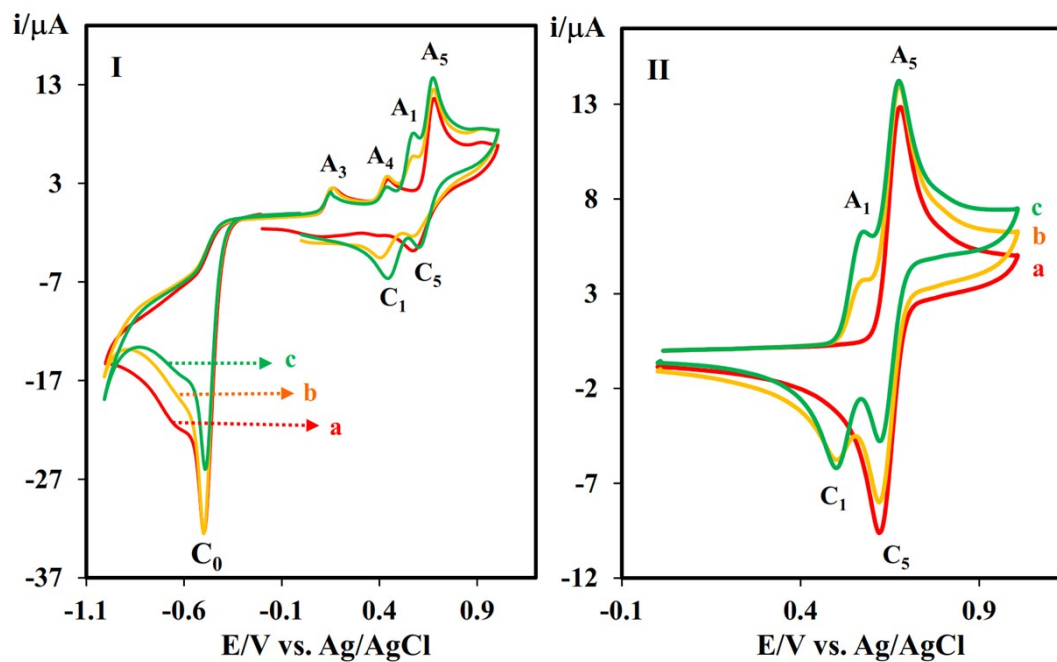 i/μA
I
13
3
-7
-17
-27
-37
A₃
A₄
A₁
A₅
C₁
C₅
C₀
c
b
a
-1.1
-0.6
-0.1
0.4
0.9
E/V vs. Ag/AgCl
i/μA
II
13
8
3
-2
-7
-12
A₅
A₁
c
b
a
C₁
C₅
-0.1
0.4
0.9
E/V vs. Ag/AgCl